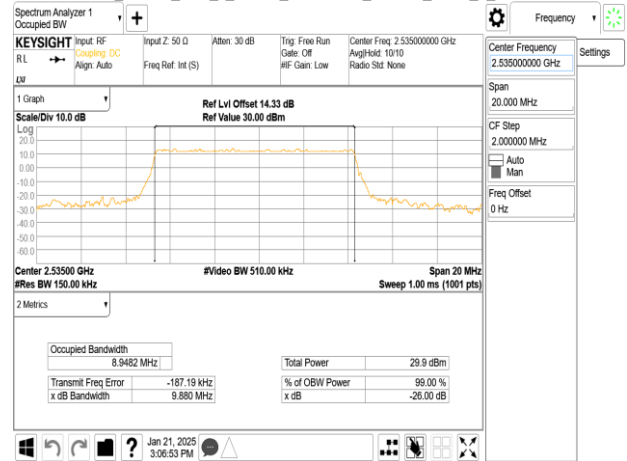 Spectrum Analyzer 1
Occupied BW
+
Frequency
KEYSIGHT
Input: RF
Input Z: 50 Ω
Atten: 30 dB
Trig: Free Run
Center Freq: 2.535000000 GHz
RL
Coupling: DC
Gate: Off
Avg|Hold: 10/10
Align: Auto
Freq Ref: Int (S)
#IF Gain: Low
Radio Std: None
LXI
Center Frequency
2.535000000 GHz
Settings
Span
20.000 MHz
CF Step
2.000000 MHz
Auto
Man
Freq Offset
0 Hz
1 Graph
Ref Lvl Offset 14.33 dB
Scale/Div 10.0 dB
Ref Value 30.00 dBm
Log
20.0
10.0
0.00
-10.0
-20.0
-30.0
-40.0
-50.0
-60.0
Center 2.53500 GHz
#Video BW 510.00 kHz
Span 20 MHz
#Res BW 150.00 kHz
Sweep 1.00 ms (1001 pts)
2 Metrics
Occupied Bandwidth
8.9482 MHz
Total Power 29.9 dBm
Transmit Freq Error -187.19 kHz
% of OBW Power 99.00 %
x dB Bandwidth 9.880 MHz
x dB -26.00 dB
?
Jan 21, 2025
3:06:53 PM